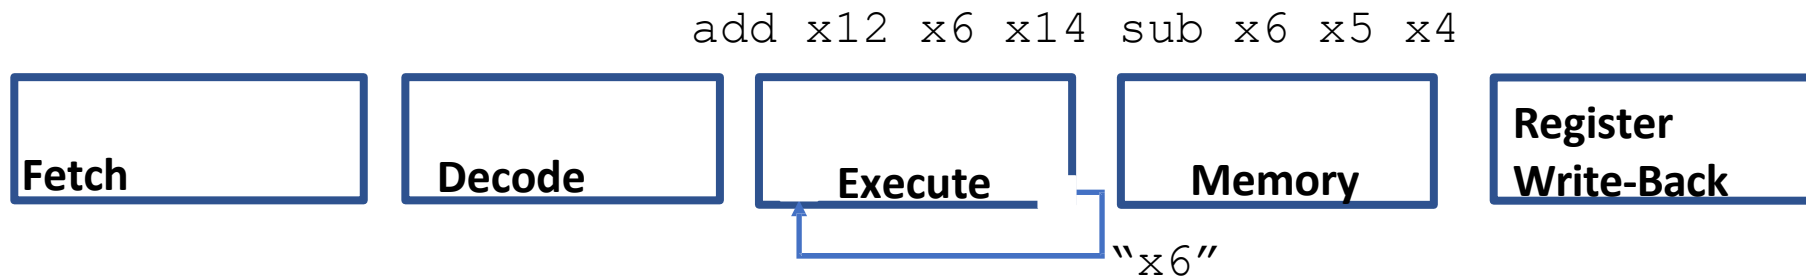 add x12 x6 x14 sub x6 x5 x4
Fetch
Decode
Execute
Memory
Register
Write-Back
“x6”